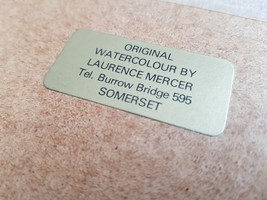 ORIGINAL
WATERCOLOUR BY
LAURENCE MERCER
Tel. Burrow Bridge 595
SOMERSET